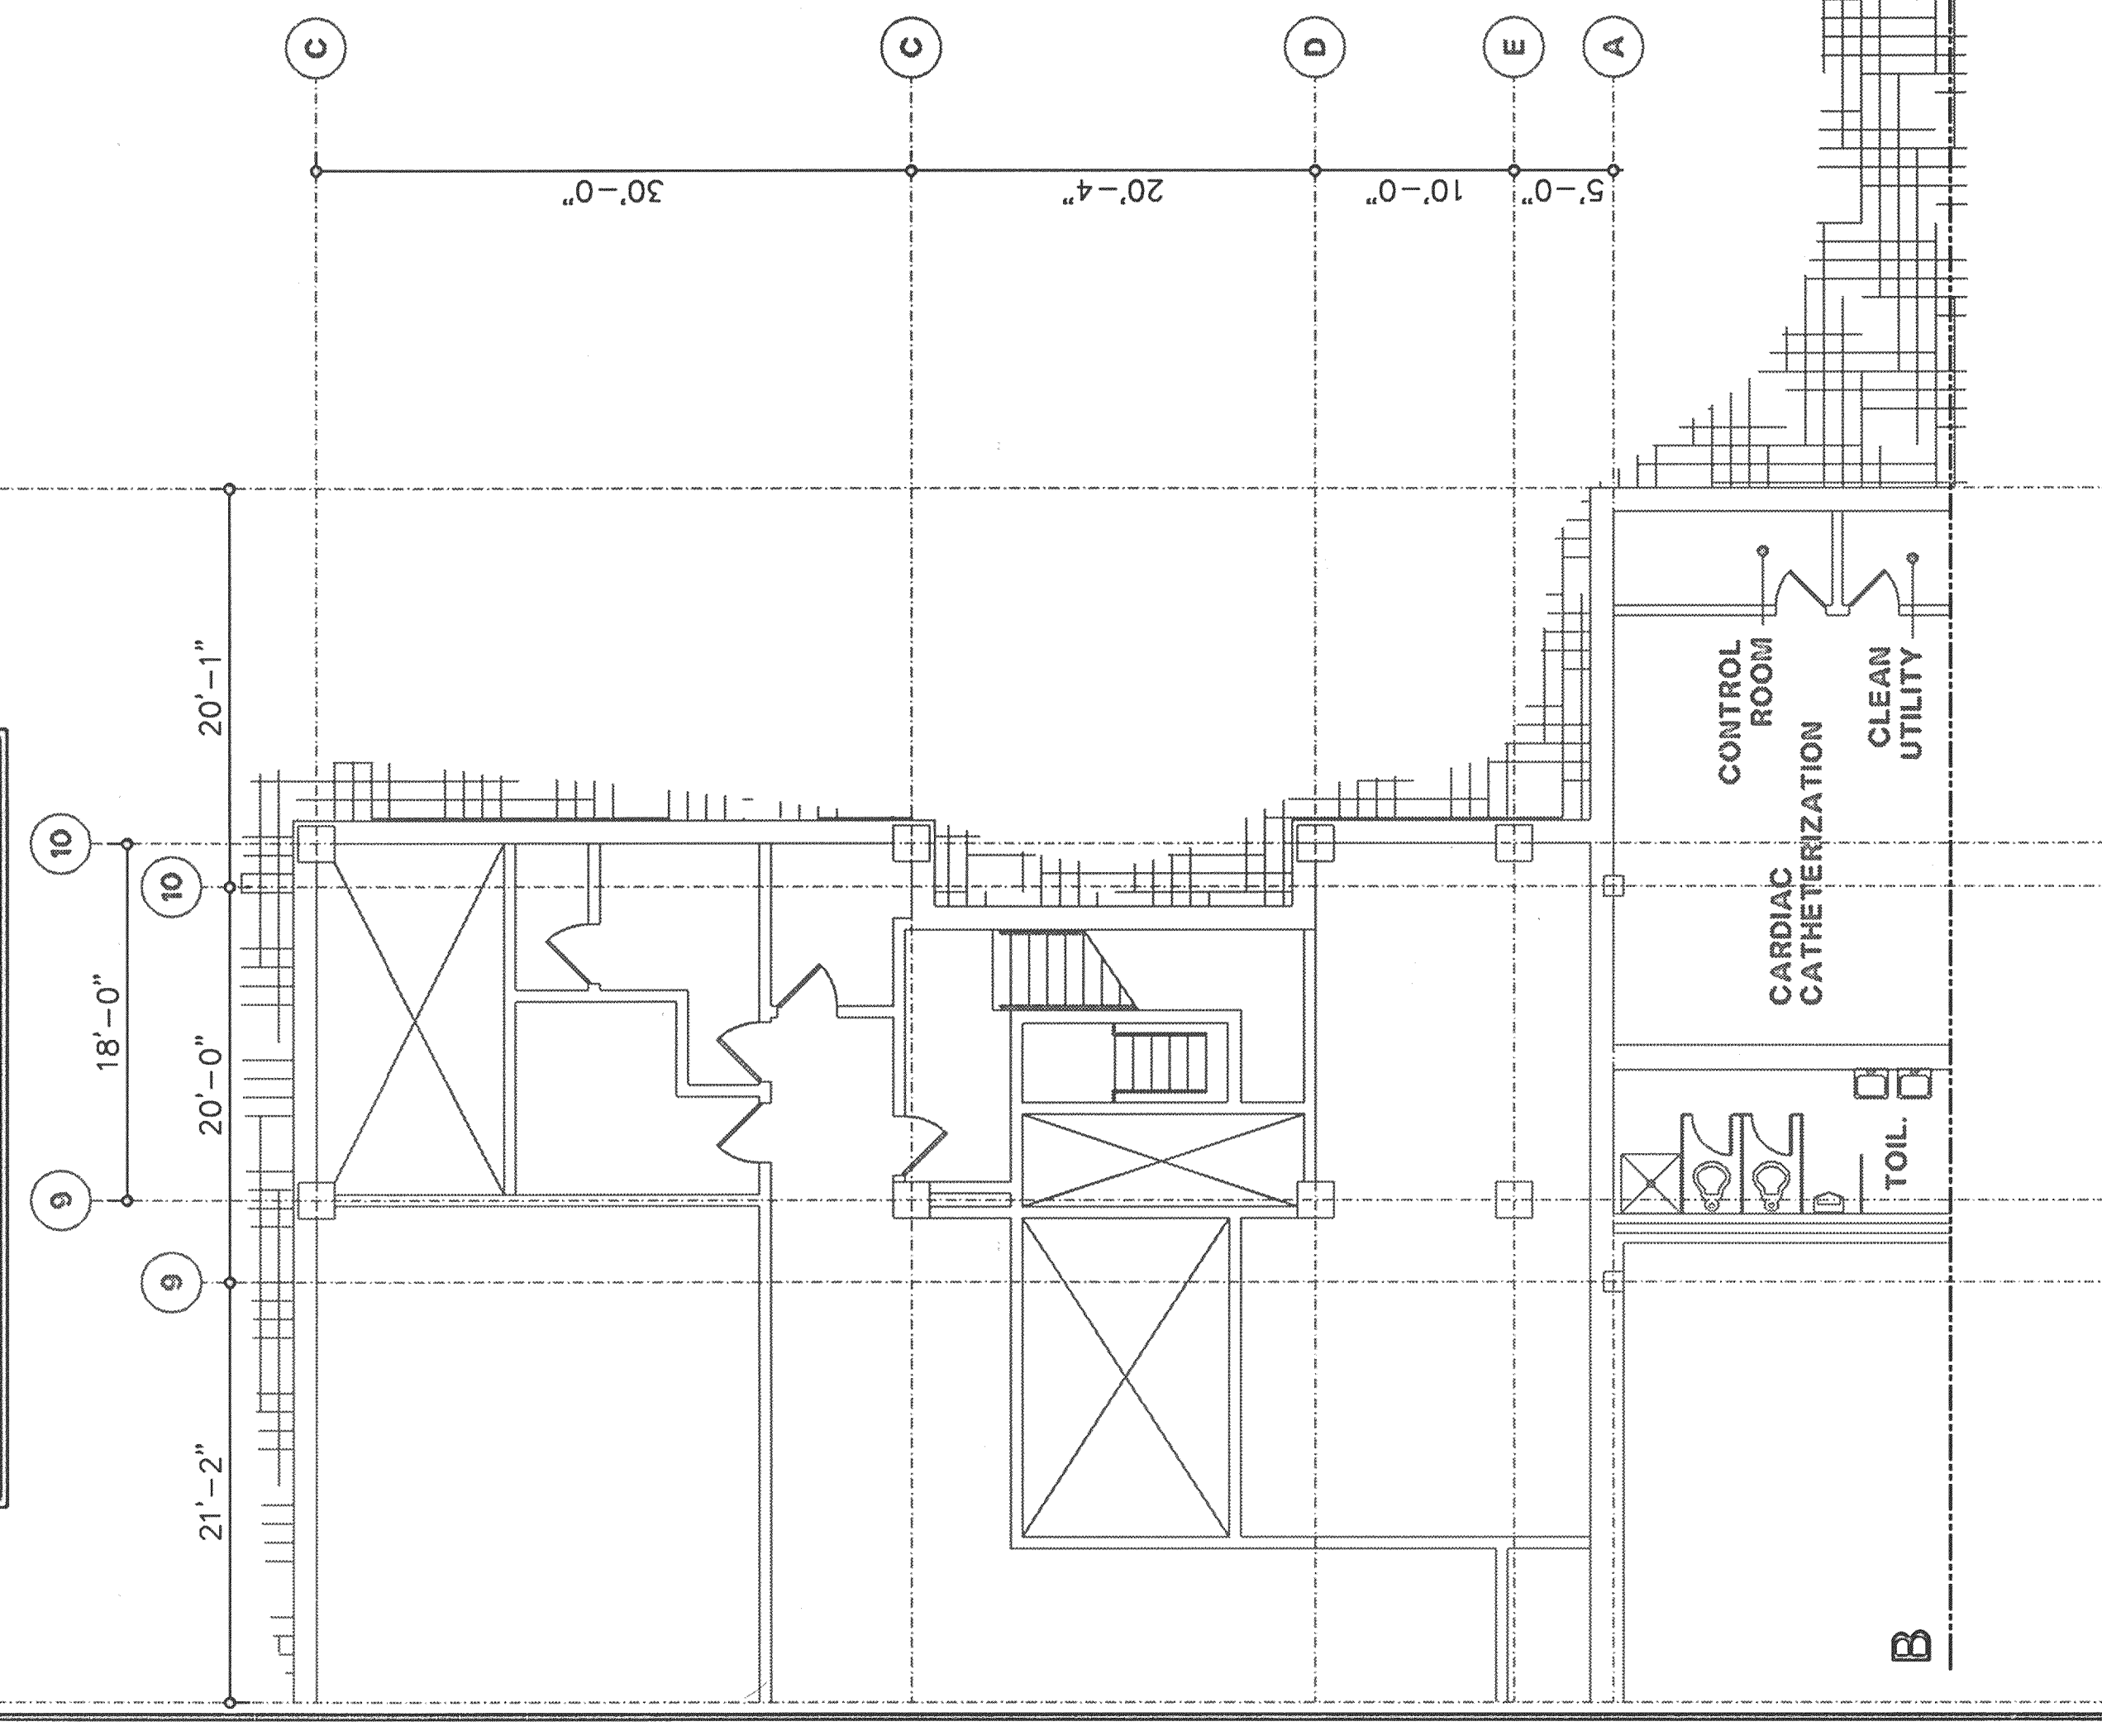 C
C
D
E
A
30'-0"
20'-4"
10'-0"
5'-0"
10
10
9
9
18'-0"
20'-1"
20'-0"
21'-2"
CONTROL
ROOM
CLEAN
UTILITY
CARDIAC
CATHETERIZATION
TOIL.
B